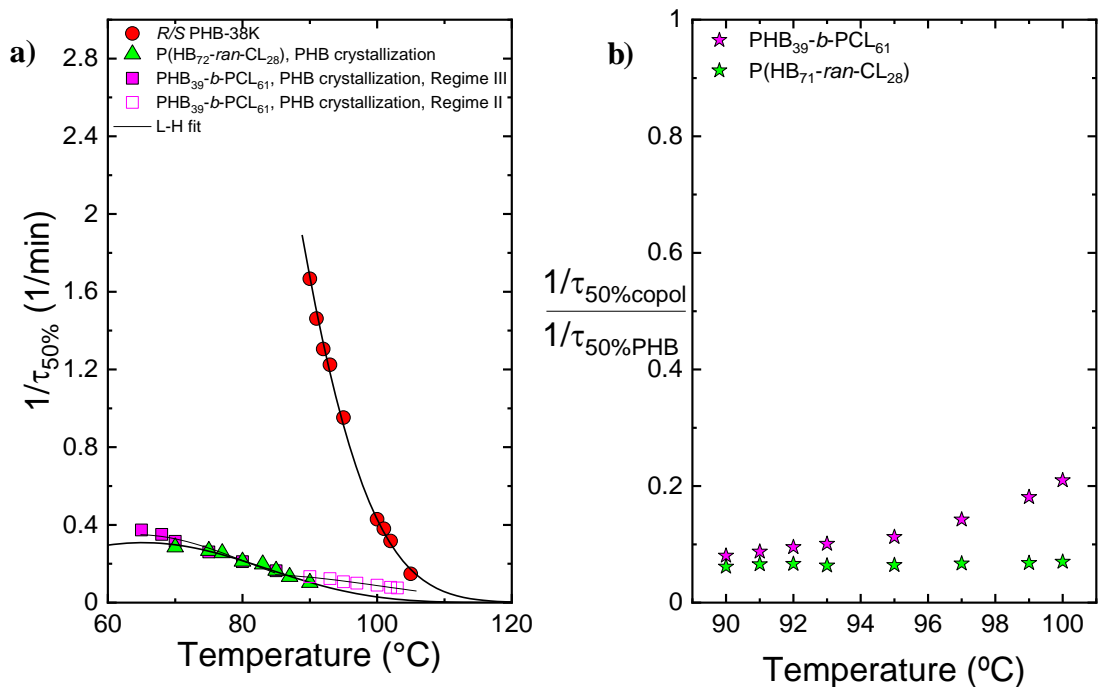 a)
R/S PHB-38K
P(HB72-ran-CL28), PHB crystallization
PHB39-b-PCL61, PHB crystallization, Regime III
PHB39-b-PCL61, PHB crystallization, Regime II
L-H fit
2.8
2.4
2
1.6
1.2
0.8
0.4
0
1/τ50% (1/min)
60
80
100
120
Temperature (°C)
b)
PHB39-b-PCL61
P(HB71-ran-CL28)
1
0.8
0.6
0.4
0.2
0
1/τ50%copol
1/τ50%PHB
90
92
94
96
98
100
Temperature (ºC)